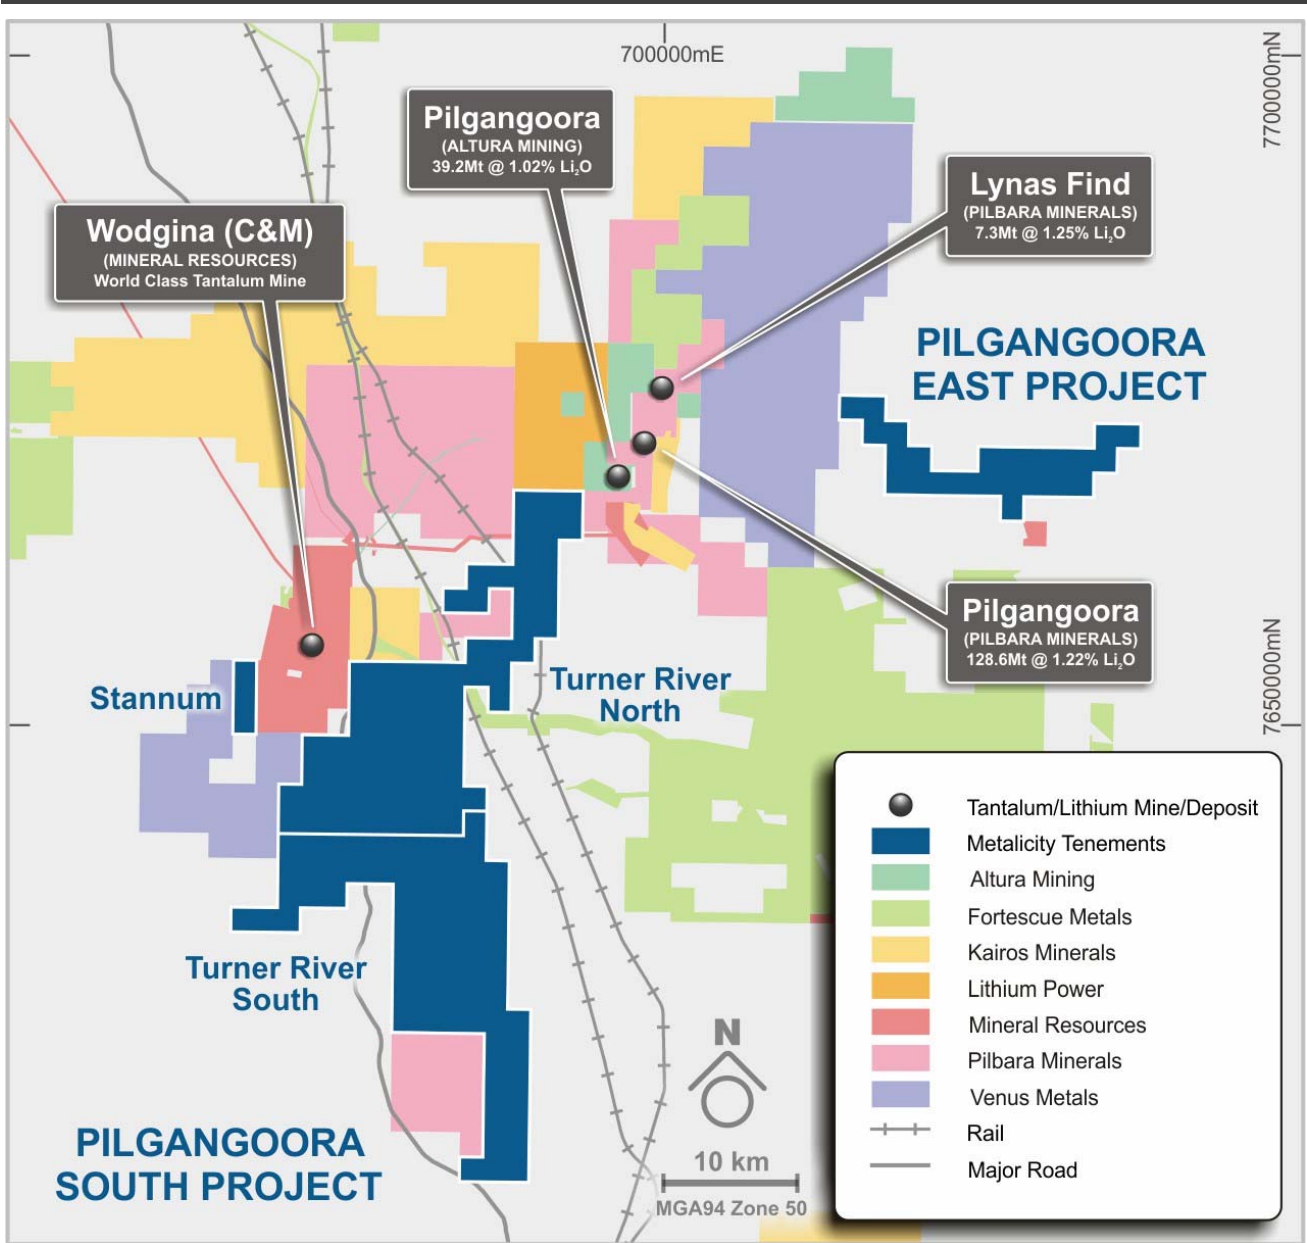 700000mE
7700000mN
Pilgangoora
(ALTURA MINING)
39.2Mt @ 1.02% Li₂O
Lynas Find
(PILBARA MINERALS)
7.3Mt @ 1.25% Li₂O
Wodgina (C&M)
(MINERAL RESOURCES)
World Class Tantalum Mine
PILGANGOORA
EAST PROJECT
Pilgangoora
(PILBARA MINERALS)
128.6Mt @ 1.22% Li₂O
7650000mN
Stannum
Turner River
North
Turner River
South
PILGANGOORA
SOUTH PROJECT
N
10 km
MGA94 Zone 50
Tantalum/Lithium Mine/Deposit
Metalicity Tenements
Altura Mining
Fortescue Metals
Kairos Minerals
Lithium Power
Mineral Resources
Pilbara Minerals
Venus Metals
Rail
Major Road